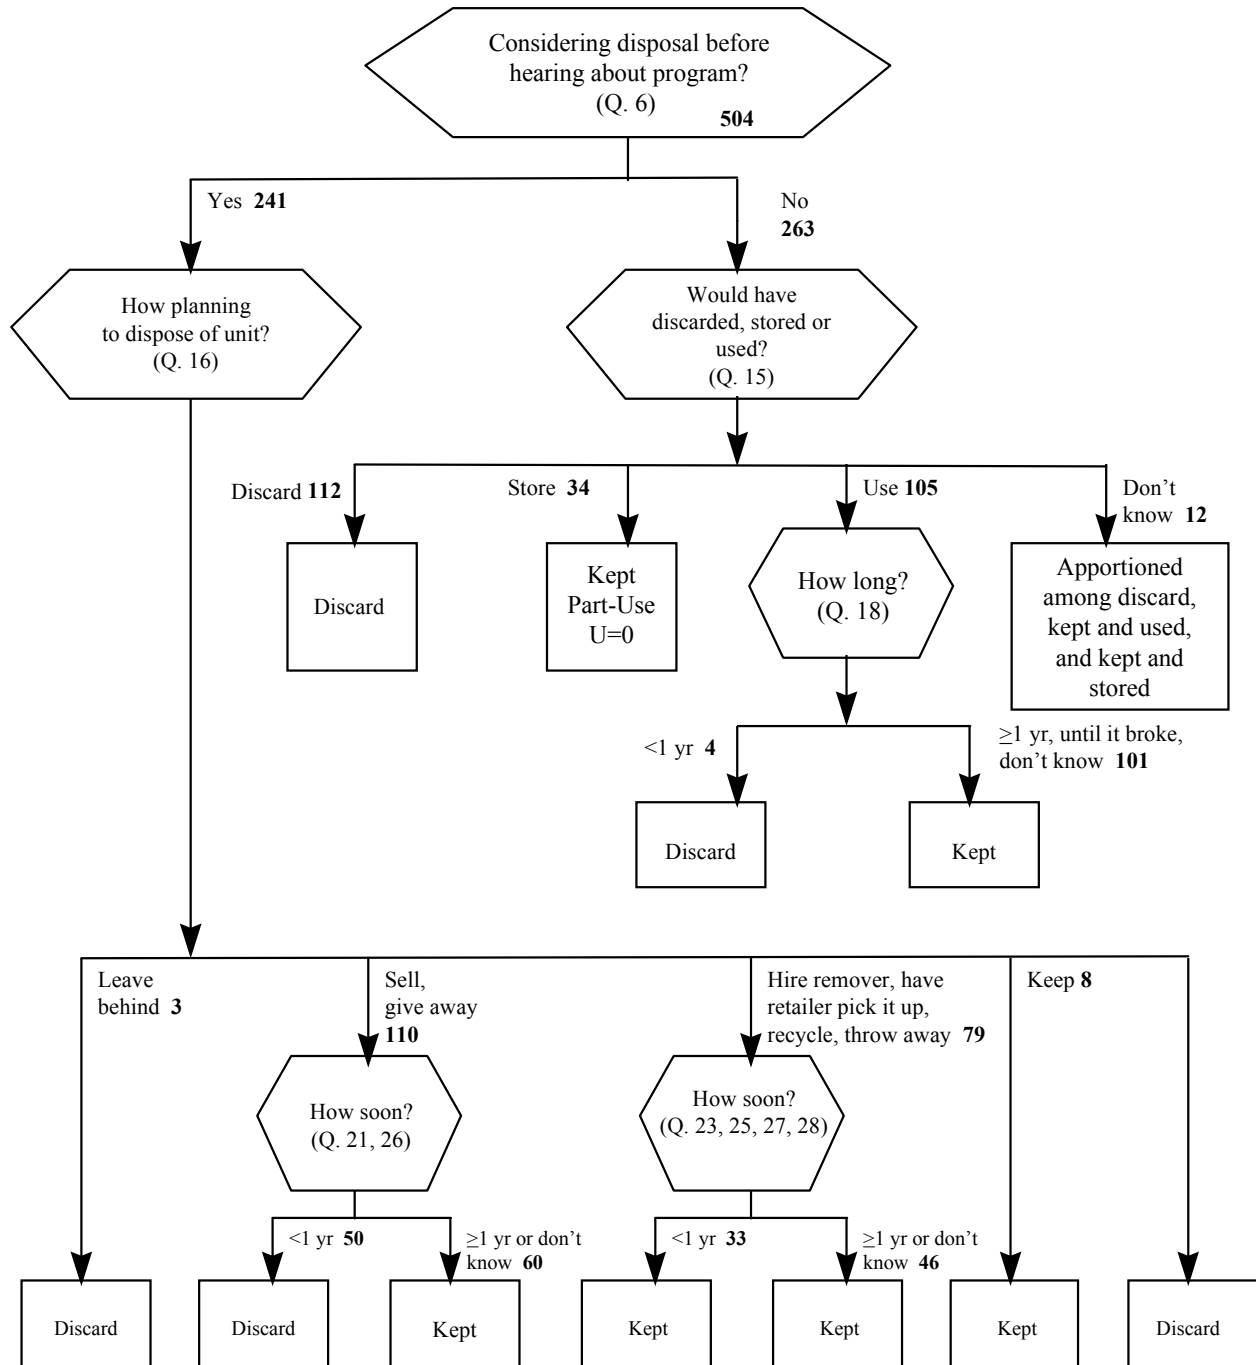 Considering disposal before
hearing about program?
(Q. 6)
504
Yes 241
No
263
How planning
to dispose of unit?
(Q. 16)
Would have
discarded, stored or
used?
(Q. 15)
Discard 112
Store 34
Use 105
Don't
know 12
Discard
Kept
Part-Use
U=0
How long?
(Q. 18)
Apportioned
among discard,
kept and used,
and kept and
stored
<1 yr 4
≥1 yr, until it broke,
don't know 101
Discard
Kept
Leave
behind 3
Sell,
give away
110
Hire remover, have
retailer pick it up,
recycle, throw away 79
Keep 8
How soon?
(Q. 21, 26)
How soon?
(Q. 23, 25, 27, 28)
<1 yr 50
≥1 yr or don't
know 60
<1 yr 33
≥1 yr or don't
know 46
Discard
Discard
Kept
Kept
Kept
Kept
Discard